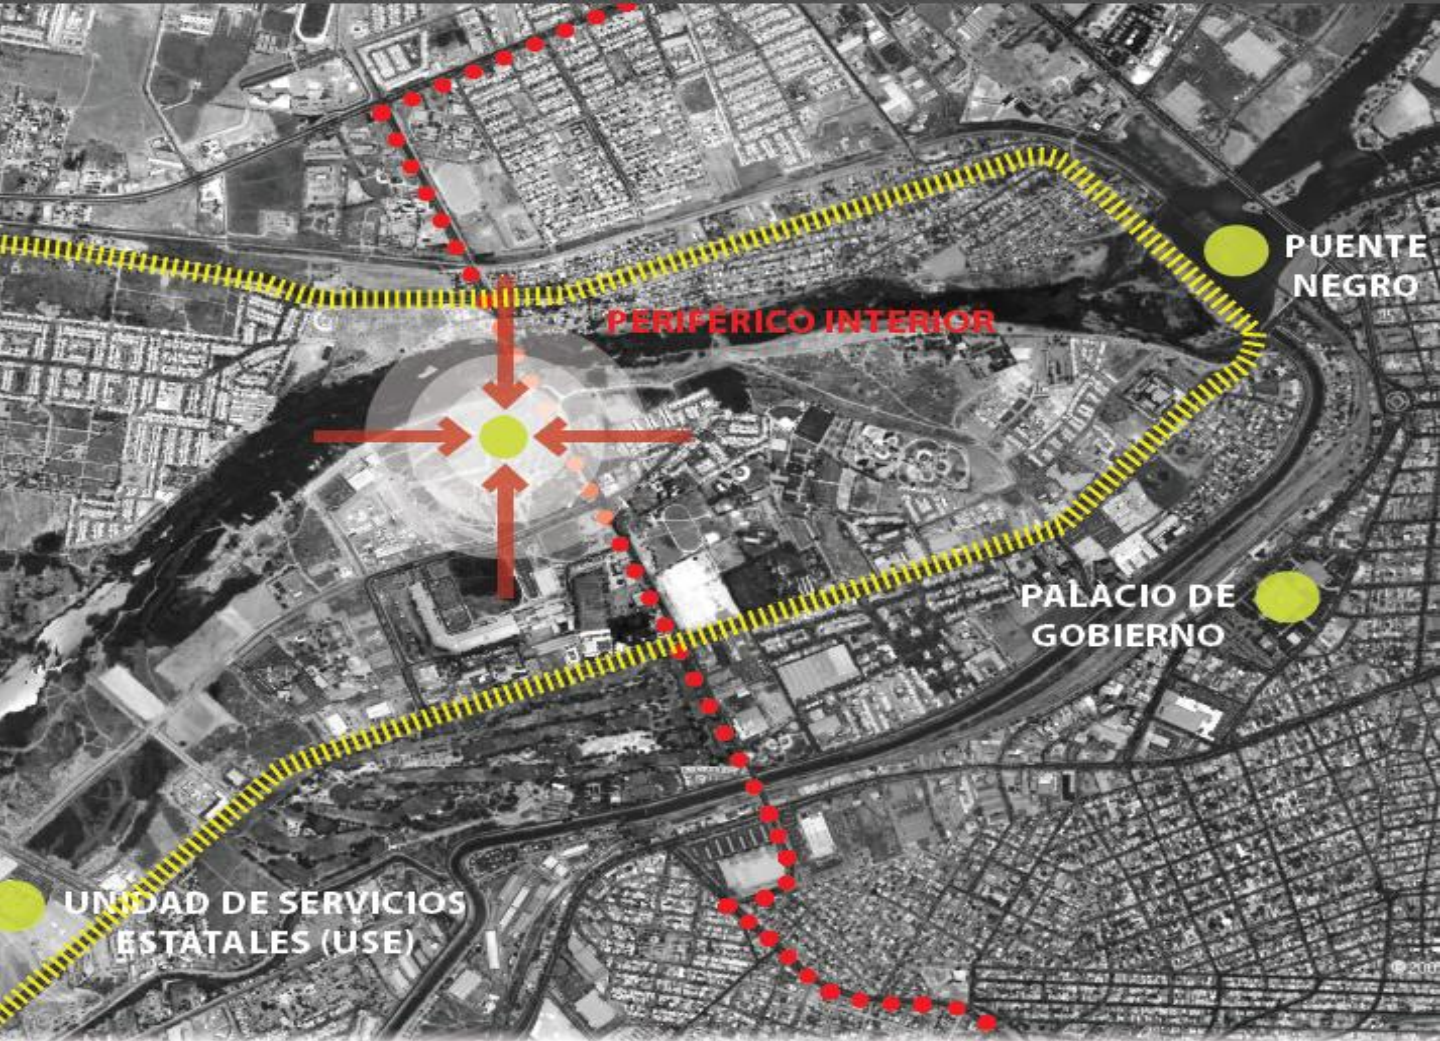 PUENTE
NEGRO
PERIFÉRICO INTERIOR
PALACIO DE
GOBIERNO
UNIDAD DE SERVICIOS
ESTATALES (USE)